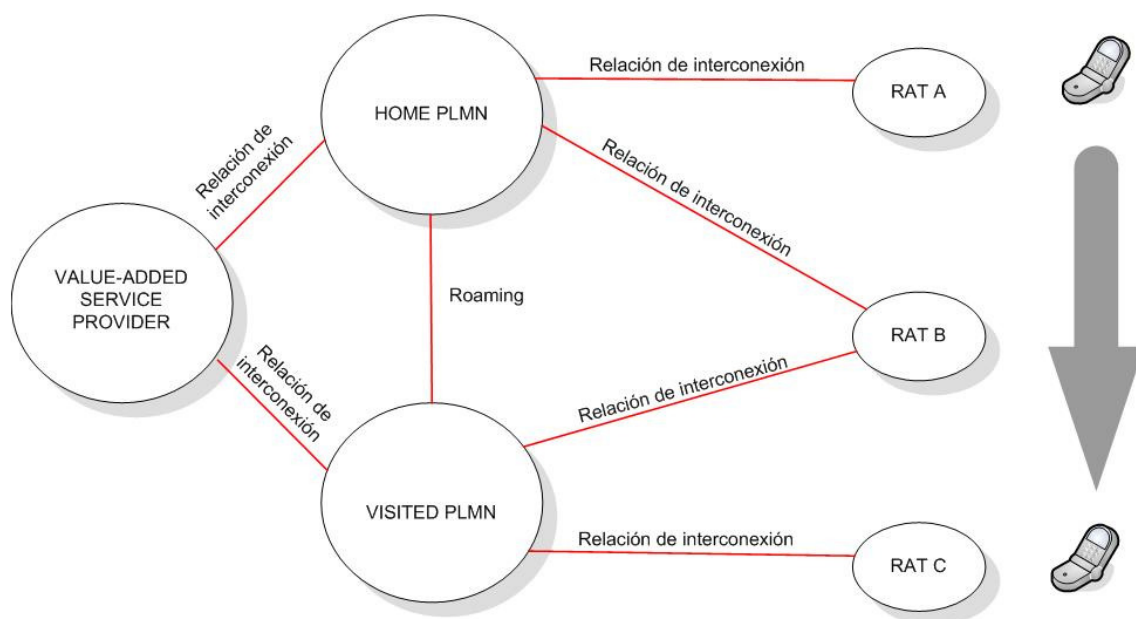 Relación de interconexión
RAT A
HOME PLMN
Relación de
interconexión
Relación de interconexión
VALUE-ADDED
SERVICE
PROVIDER
Roaming
RAT B
Relación de
interconexión
Relación de interconexión
VISITED PLMN
Relación de interconexión
RAT C